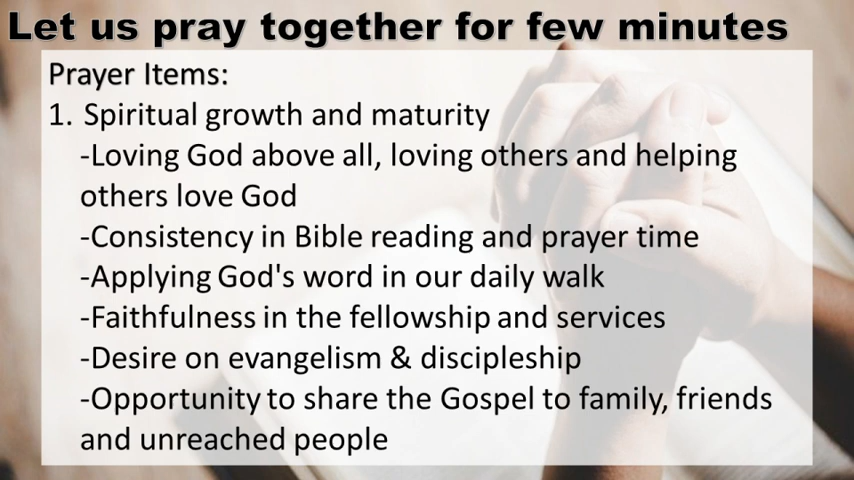 Let us pray together for few minutes
Prayer Items:
1. Spiritual growth and maturity
-Loving God above all, loving others and helping
others love God
-Consistency in Bible reading and prayer time
-Applying God's word in our daily walk
-Faithfulness in the fellowship and services
-Desire on evangelism & discipleship
-Opportunity to share the Gospel to family, friends
and unreached people